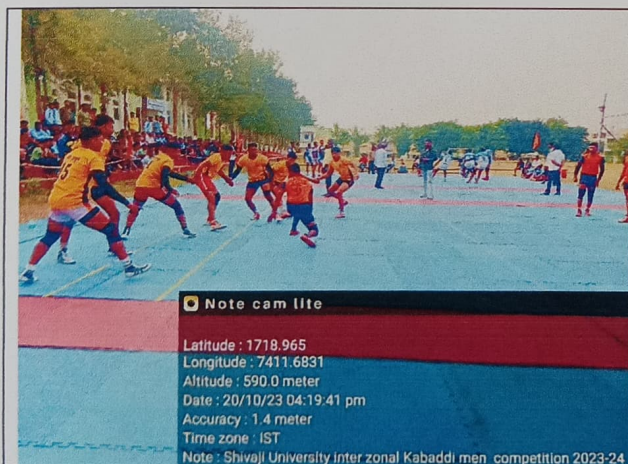 Note cam lite
Latitude : 1718.965
Longitude : 7411.6831
Altitude : 590.0 meter
Date : 20/10/23 04:19:41 pm
Accuracy : 1.4 meter
Time zone : IST
Note : Shivaji University inter zonal Kabaddi men competition 2023-24